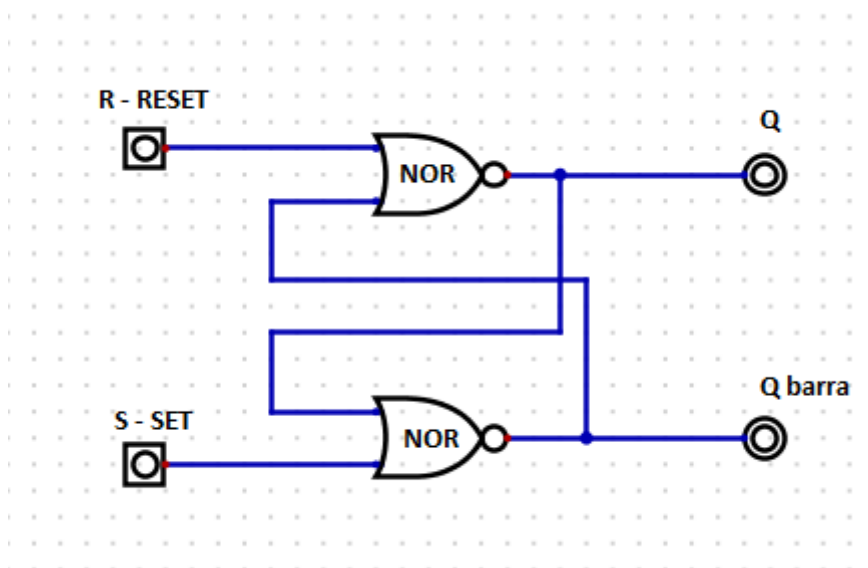 R - RESET
Q
NOR
Q barra
S - SET
NOR